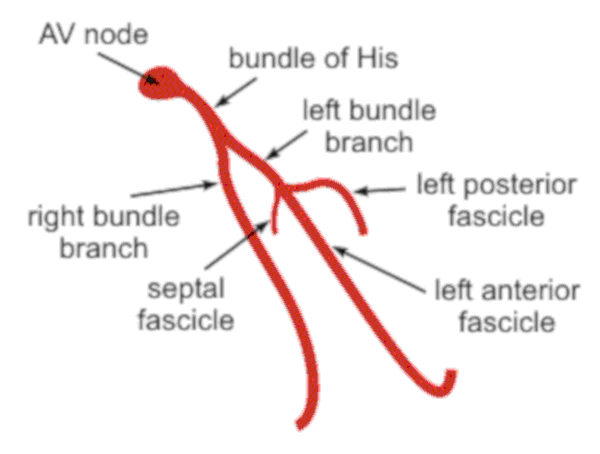 AV node
bundle of His
left bundle
branch
left posterior
fascicle
right bundle
branch
septal
fascicle
left anterior
fascicle